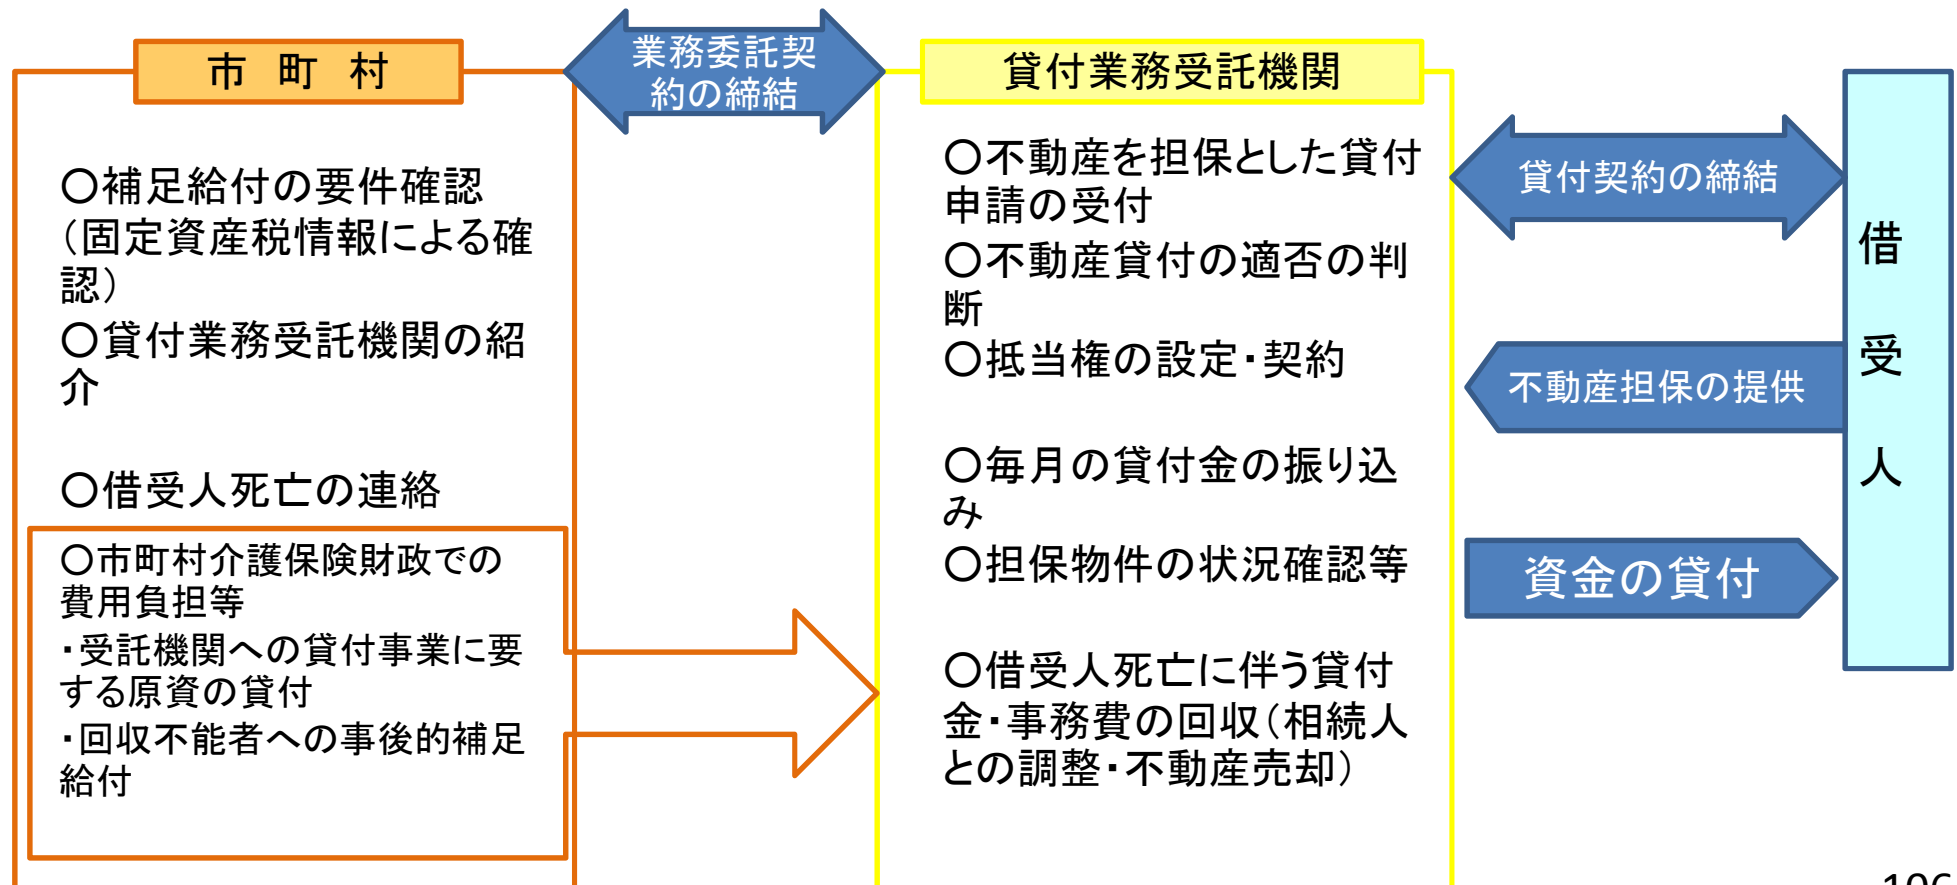 市 町 村
〇補足給付の要件確認
（固定資産税情報による確
認）
〇貸付業務受託機関の紹
介
〇借受人死亡の連絡
〇市町村介護保険財政での
費用負担等
・受託機関への貸付事業に要
する原資の貸付
・回収不能者への事後的補足
給付
業務委託契
約の締結
貸付業務受託機関
〇不動産を担保とした貸付
申請の受付
〇不動産貸付の適否の判
断
〇抵当権の設定・契約
〇毎月の貸付金の振り込
み
〇担保物件の状況確認等
〇借受人死亡に伴う貸付
金・事務費の回収（相続人
との調整・不動産売却）
貸付契約の締結
不動産担保の提供
資金の貸付
借
受
人